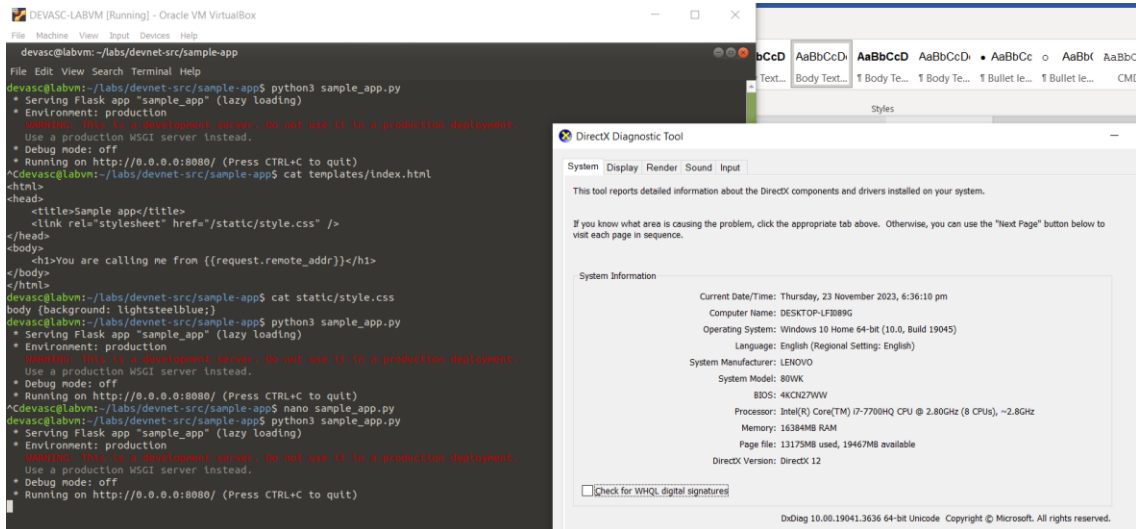 DEVASC-LABVM [Running] - Oracle VM VirtualBox
File Machine View Input Devices Help
devasc@labvm: ~/labs/devnet-src/sample-app
File Edit View Search Terminal Help
devasc@labvm:~/labs/devnet-src/sample-app$ python3 sample_app.py
* Serving Flask app "sample_app" (lazy loading)
* Environment: production
WARNING: This is a development server. Do not use it in a production deployment.
Use a production WSGI server instead.
* Debug mode: off
* Running on http://0.0.0.0:8080/ (Press CTRL+C to quit)
^Cdevasc@labvm:~/labs/devnet-src/sample-app$ cat templates/index.html
<html>
<head>
<title>Sample app</title>
<link rel="stylesheet" href="/static/style.css" />
</head>
<body>
<h1>You are calling me from {{request.remote_addr}}</h1>
</body>
</html>
devasc@labvm:~/labs/devnet-src/sample-app$ cat static/style.css
body {background: lightsteelblue;}
devasc@labvm:~/labs/devnet-src/sample-app$ python3 sample_app.py
* Serving Flask app "sample_app" (lazy loading)
* Environment: production
WARNING: This is a development server. Do not use it in a production deployment.
Use a production WSGI server instead.
* Debug mode: off
* Running on http://0.0.0.0:8080/ (Press CTRL+C to quit)
^Cdevasc@labvm:~/labs/devnet-src/sample-app$ nano sample_app.py
devasc@labvm:~/labs/devnet-src/sample-app$ python3 sample_app.py
* Serving Flask app "sample_app" (lazy loading)
* Environment: production
WARNING: This is a development server. Do not use it in a production deployment.
Use a production WSGI server instead.
* Debug mode: off
* Running on http://0.0.0.0:8080/ (Press CTRL+C to quit)
bCcD AaBbCcD AaBbCcD AaBbCcD • AaBbCc o AaBb( AaBbC
Text... Body Text... ¶ Body Te... ¶ Body Te... ¶ Bullet le... ¶ Bullet le... CMD
Styles
DirectX Diagnostic Tool
System Display Render Sound Input
This tool reports detailed information about the DirectX components and drivers installed on your system.
If you know what area is causing the problem, click the appropriate tab above. Otherwise, you can use the "Next Page" button below to
visit each page in sequence.
System Information
Current Date/Time: Thursday, 23 November 2023, 6:36:10 pm
Computer Name: DESKTOP-LFI089G
Operating System: Windows 10 Home 64-bit (10.0, Build 19045)
Language: English (Regional Setting: English)
System Manufacturer: LENOVO
System Model: 80WK
BIOS: 4KCN27WW
Processor: Intel(R) Core(TM) i7-7700HQ CPU @ 2.80GHz (8 CPUs), ~2.8GHz
Memory: 16384MB RAM
Page file: 13175MB used, 19467MB available
DirectX Version: DirectX 12
Check for WHQL digital signatures
DxDiag 10.00.19041.3636 64-bit Unicode Copyright © Microsoft. All rights reserved.